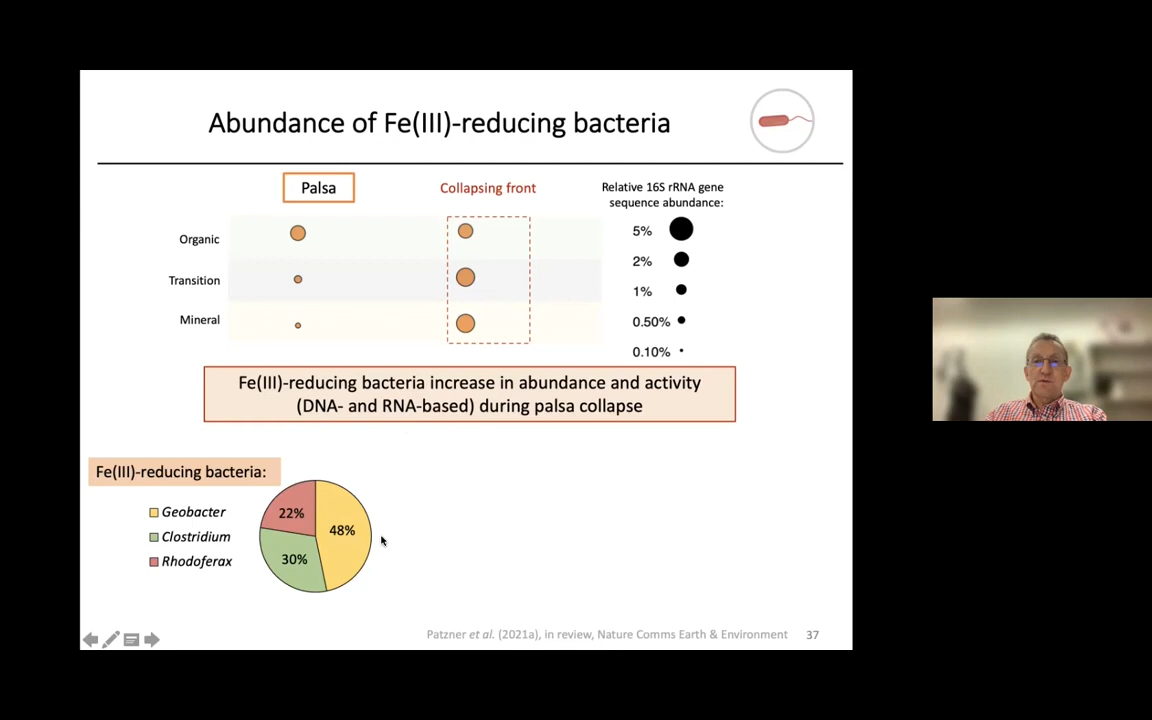 Abundance of Fe(III)-reducing bacteria
Palsa
Collapsing front
Relative 16S rRNA gene
sequence abundance:
Organic
Transition
Mineral
5%
2%
1%
0.50%
0.10%
Fe(III)-reducing bacteria increase in abundance and activity
(DNA- and RNA-based) during palsa collapse
Fe(III)-reducing bacteria:
Geobacter
Clostridium
Rhodoferax
22%
48%
30%
Patzner et al. (2021a), in review, Nature Comms Earth & Environment
37